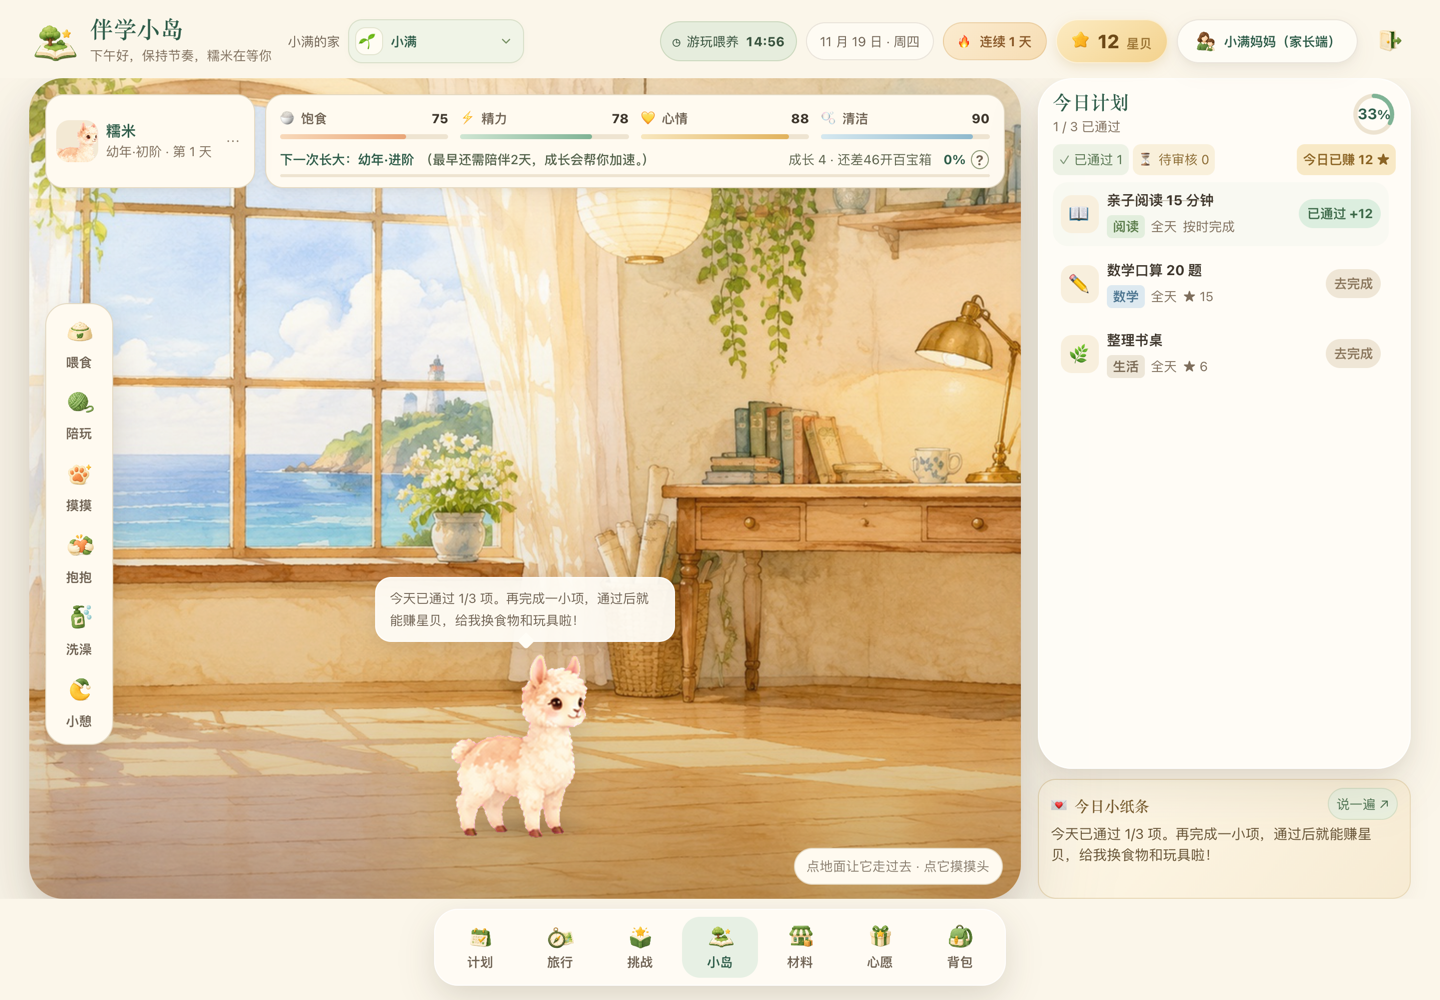 伴学小岛
下午好，保持节奏，糯米在等你
小满的家
小满
游玩喂养 14:56
11 月 19 日 · 周四
连续 1 天
12 星贝
小满妈妈（家长端）
糯米
幼年·初阶 · 第 1 天
...
饱食 75
精力 78
心情 88
清洁 90
下一次长大：幼年·进阶 （最早还需陪伴2天，成长会帮你加速。）
成长 4 · 还差46开百宝箱 0% ?
喂食
陪玩
摸摸
抱抱
洗澡
小憩
今天已通过 1/3 项。再完成一小项，通过后就
能赚星贝，给我换食物和玩具啦！
点地面让它走过去 · 点它摸摸头
今日计划
1 / 3 已通过
33%
✓ 已通过 1
待审核 0
今日已赚 12 ★
亲子阅读 15 分钟
阅读 全天 按时完成
已通过 +12
数学口算 20 题
数学 全天 ★ 15
去完成
整理书桌
生活 全天 ★ 6
去完成
今日小纸条
说一遍 ↗
今天已通过 1/3 项。再完成一小项，通过后就能赚星
贝，给我换食物和玩具啦！
计划
旅行
挑战
小岛
材料
心愿
背包